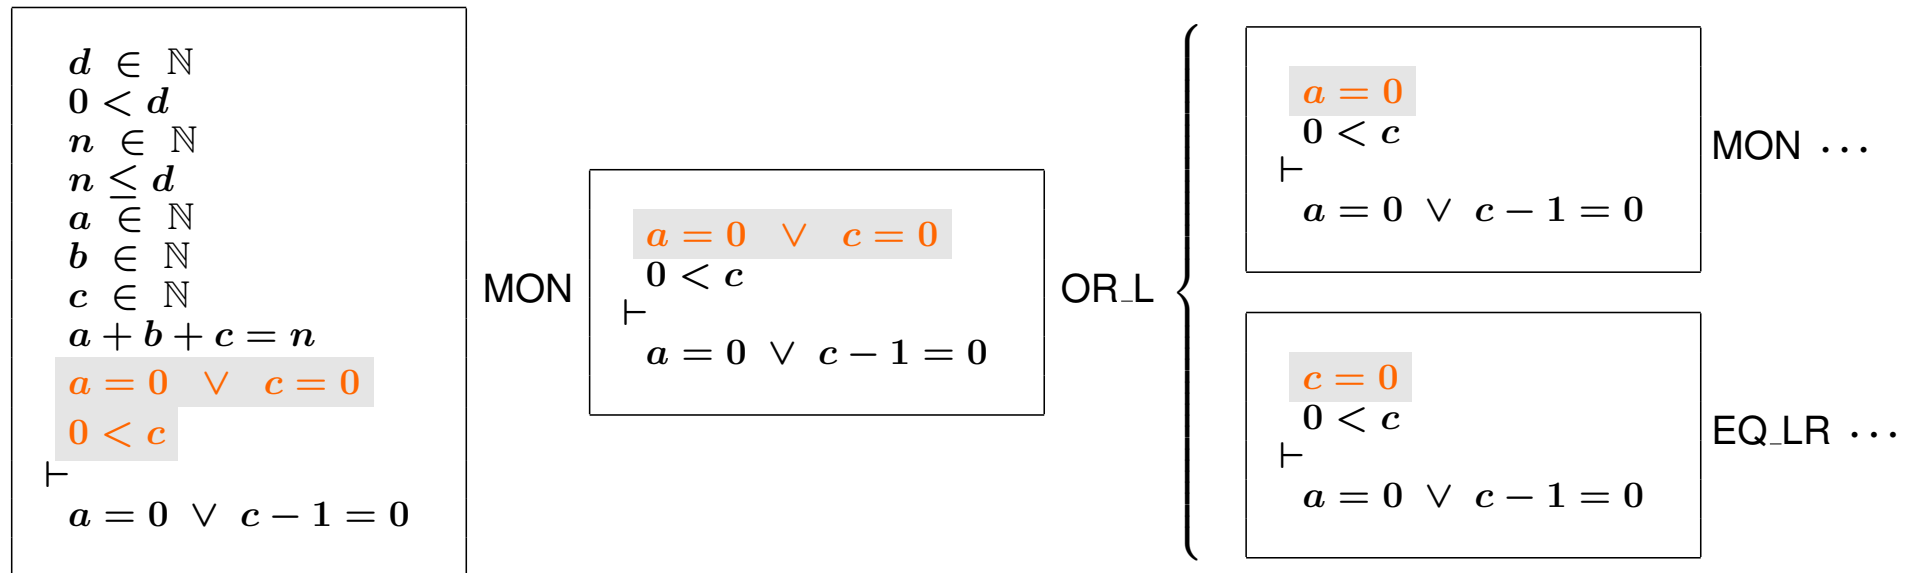 d ∈ ℕ
0 < d
n ∈ ℕ
n ≤ d
a ∈ ℕ
b ∈ ℕ
c ∈ ℕ
a + b + c = n
a = 0 ∨ c = 0
0 < c
⊢
a = 0 ∨ c − 1 = 0
MON
a = 0 ∨ c = 0
0 < c
⊢
a = 0 ∨ c − 1 = 0
OR_L
a = 0
0 < c
⊢
a = 0 ∨ c − 1 = 0
MON ···
c = 0
0 < c
⊢
a = 0 ∨ c − 1 = 0
EQ_LR ···